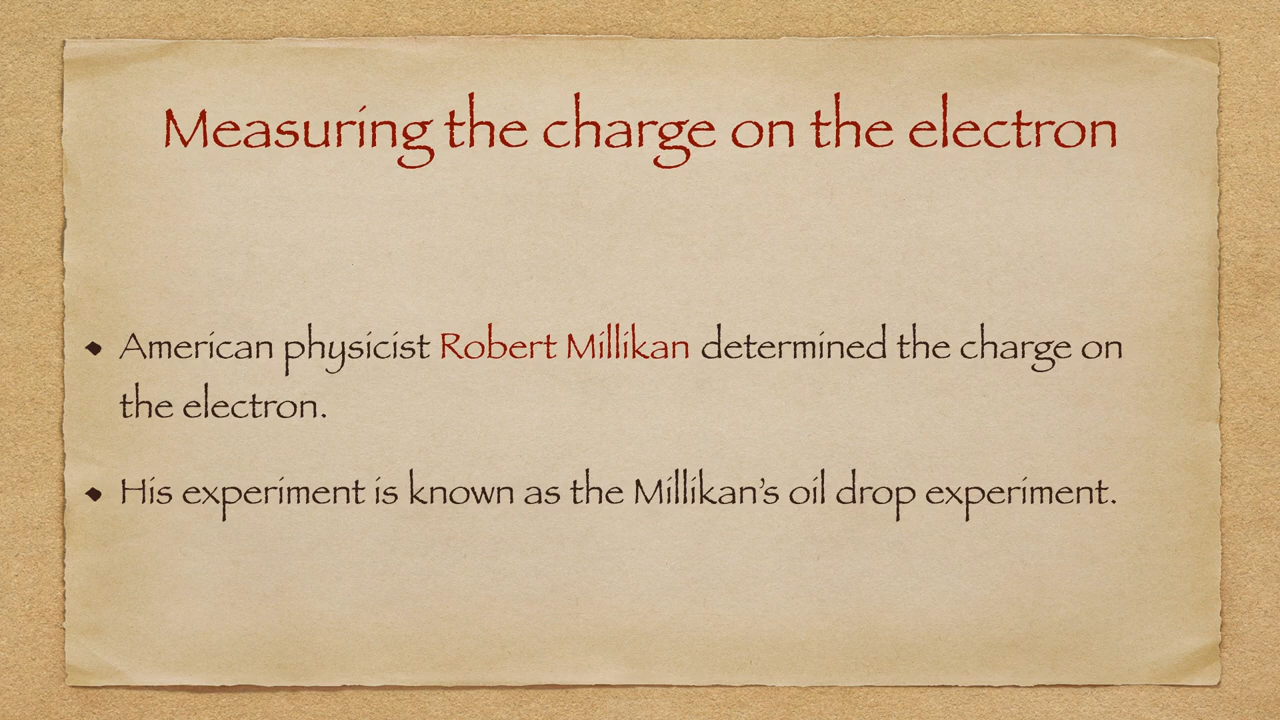 Measuring the charge on the electron
• American physicist Robert Millikan determined the charge on
the electron.
• His experiment is known as the Millikan’s oil drop experiment.